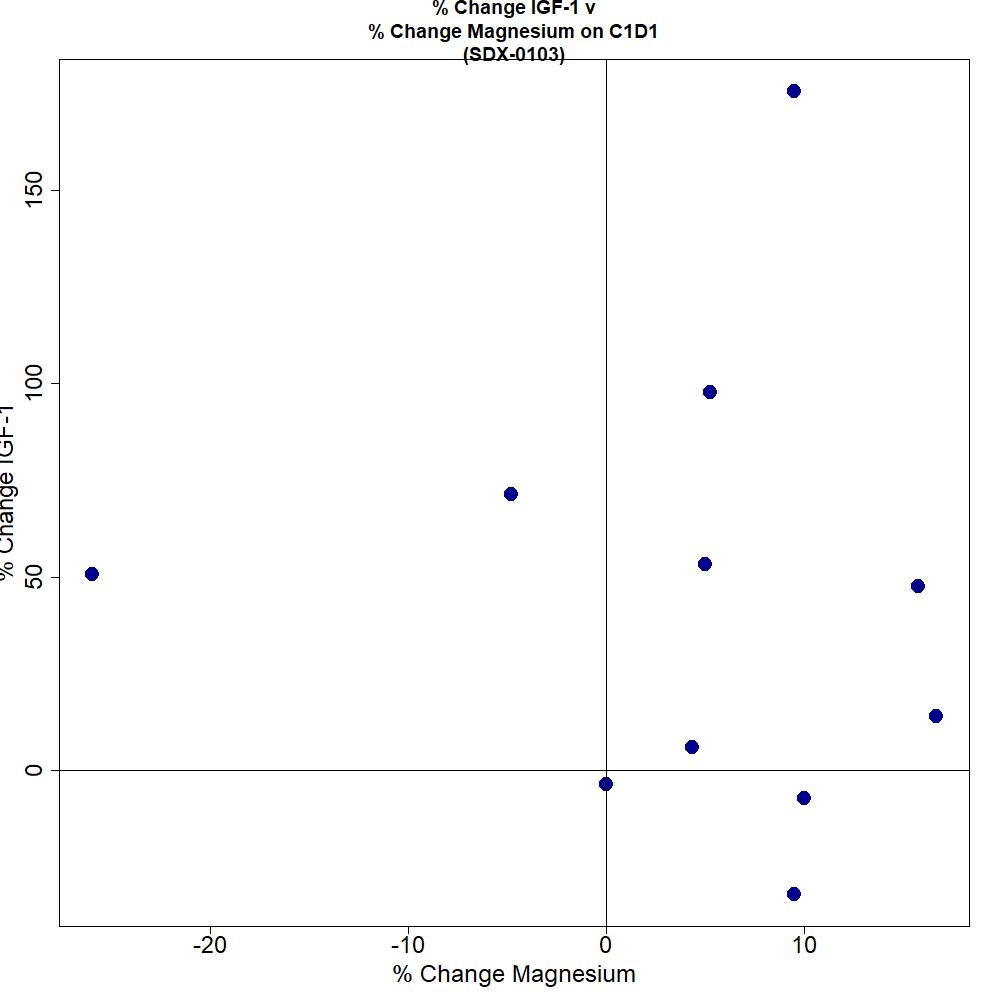 % Change IGF-1 v
% Change Magnesium on C1D1
(SDX-0103)
150
100
50
0
% Change IGF-1
-20
-10
0
10
% Change Magnesium